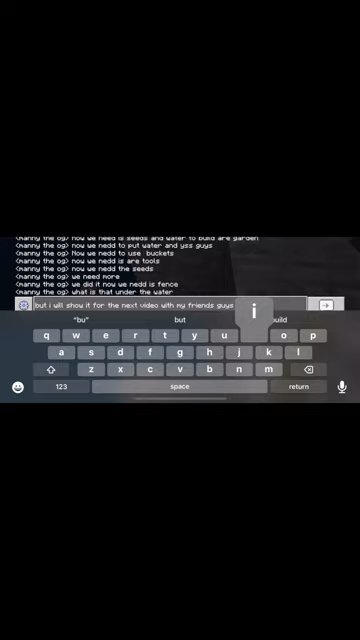 <nanny the og> now we need is seeds and water to build are garden
<nanny the og> now we nedd to put water and yss guys
<nanny the og> Now we nedd to use buckets
<nanny the og> now we nedd is are tools
<nanny the og> now we nedd the seeds
<nanny the og> we need more
<nanny the og> we did it now we nedd is fence
<nanny the og> what is that under the water
but i will show it for the next video with my friends guys
"bu" but build
q w e r t y u i o p
a s d f g h j k l
z x c v b n m
123 space return